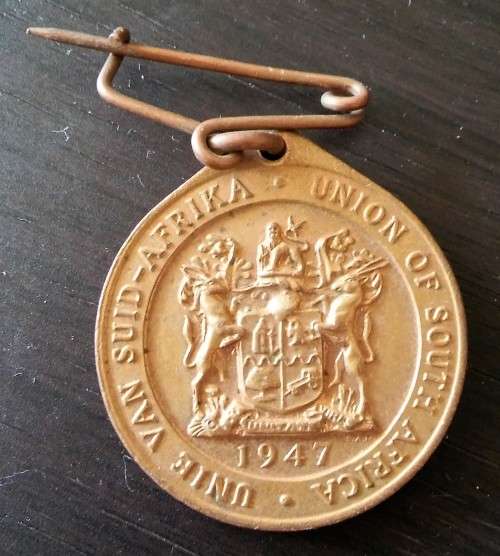 UNIE VAN SUID-AFRIKA · UNION OF SOUTH AFRICA ·
1947